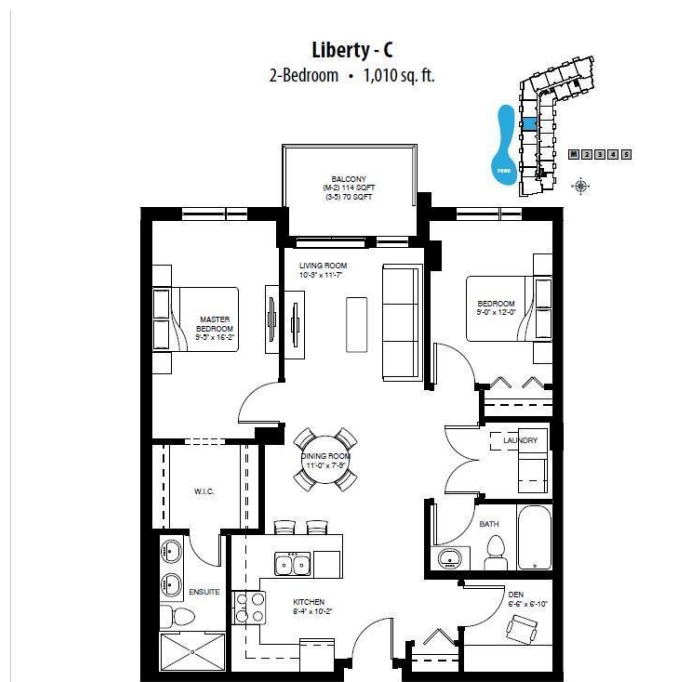 Liberty - C
2-Bedroom • 1,010 sq. ft.
POND
M 2 3 4 5
BALCONY
(M-2) 114 SQFT
(3-5) 70 SQFT
LIVING ROOM
10'-3" x 11'-7"
BEDROOM
9'-0" x 12'-0"
MASTER
BEDROOM
9'-5" x 16'-2"
LAUNDRY
DINING ROOM
11'-0" x 7'-9"
W.I.C.
BATH
ENSUITE
KITCHEN
8'-4" x 10'-2"
DEN
6'-6" x 6'-10"